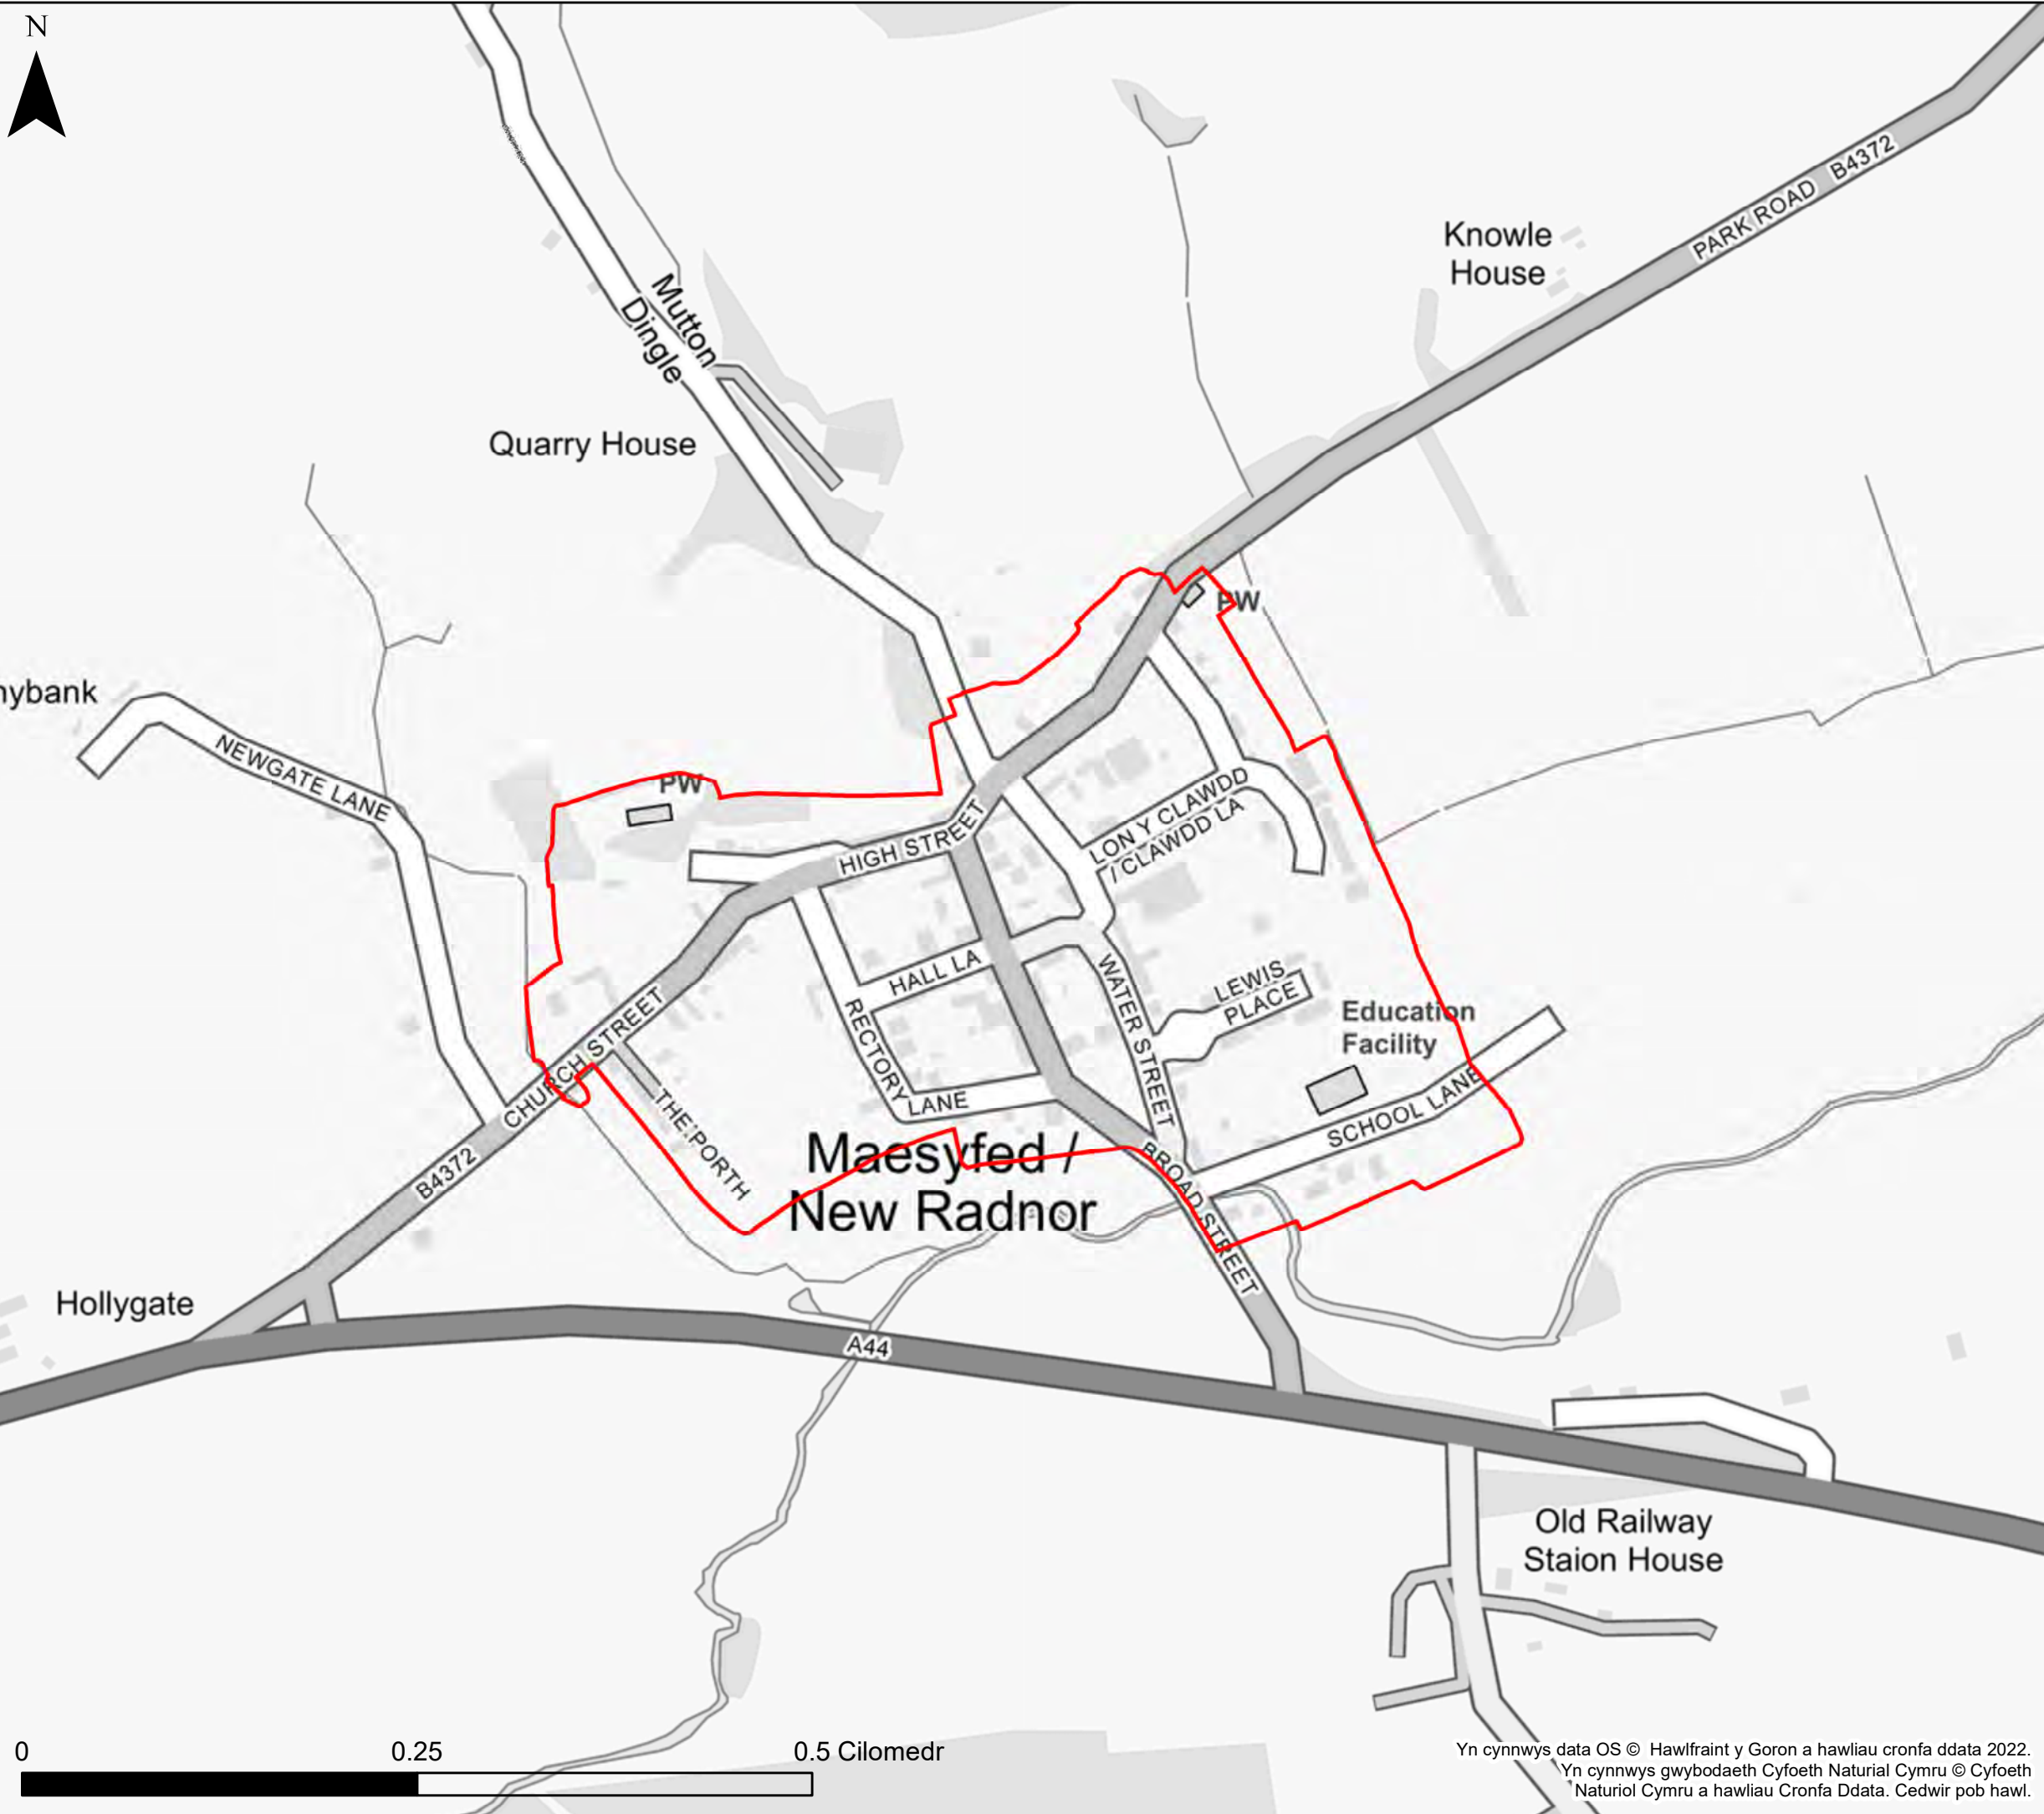 N
PARK ROAD B4372
Knowle
House
Mutton
Dingle
Quarry House
PW
nybank
NEWGATE LANE
PW
HIGH STREET
LON Y CLAWDD
/ CLAWDD LA
HALL LA
WATER STREET
LEWIS
PLACE
Education
Facility
RECTORY
LANE
CHURCH STREET
THE PORTH
SCHOOL LANE
Maesyfed /
New Radnor
BROAD STREET
B4372
Hollygate
A44
Old Railway
Staion House
0 0.25 0.5 Cilomedr
Yn cynnwys data OS © Hawlfraint y Goron a hawliau cronfa ddata 2022.
Yn cynnwys gwybodaeth Cyfoeth Naturial Cymru © Cyfoeth
Naturiol Cymru a hawliau Cronfa Ddata. Cedwir pob hawl.